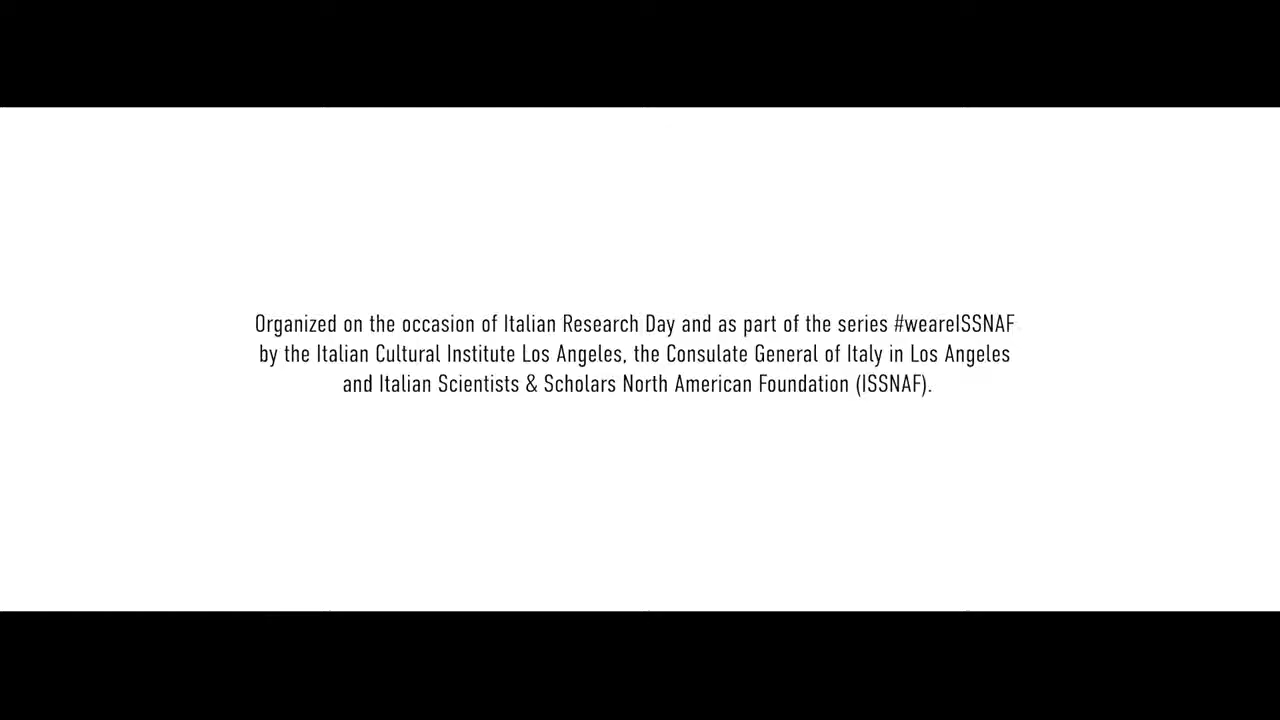 Organized on the occasion of Italian Research Day and as part of the series #weareISSNAF
by the Italian Cultural Institute Los Angeles, the Consulate General of Italy in Los Angeles
and Italian Scientists & Scholars North American Foundation (ISSNAF).